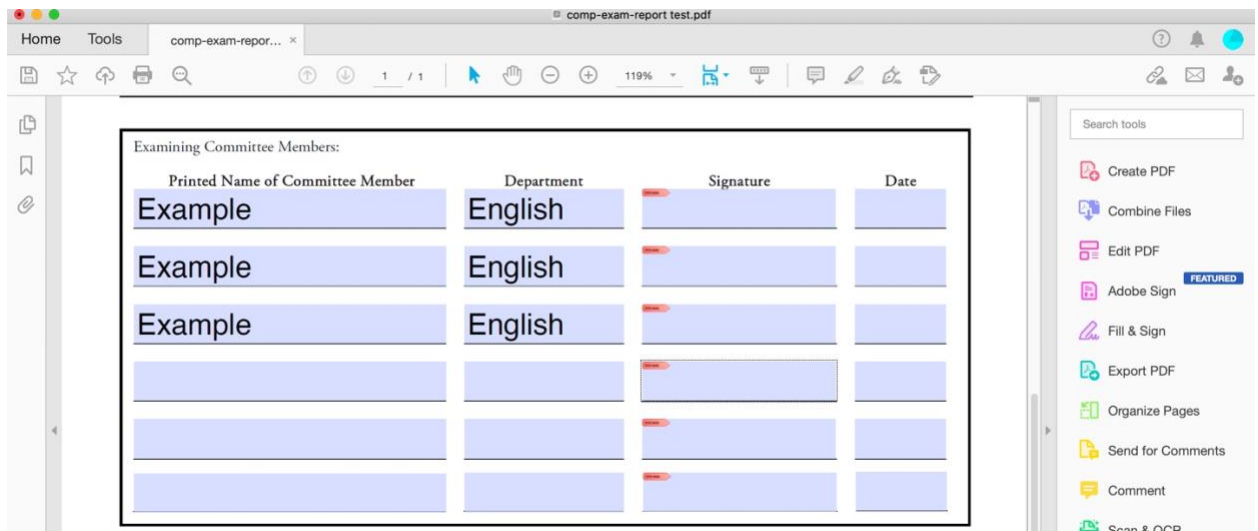 comp-exam-report test.pdf
Home Tools comp-exam-repor... ×
1 / 1 119%
Search tools
Examining Committee Members:
Printed Name of Committee Member Department Signature Date
Example English
Example English
Example English
Create PDF
Combine Files
Edit PDF
FEATURED
Adobe Sign
Fill & Sign
Export PDF
Organize Pages
Send for Comments
Comment
Scan & OCR